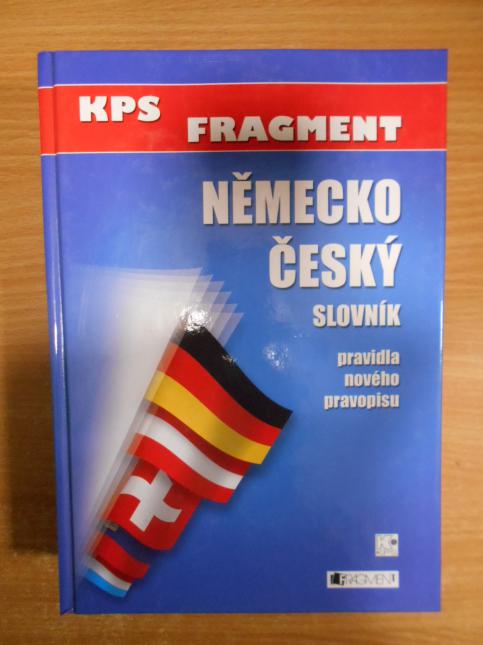 KPS
FRAGMENT
NĚMECKO
ČESKÝ
SLOVNÍK
pravidla
nového
pravopisu
FRAGMENT